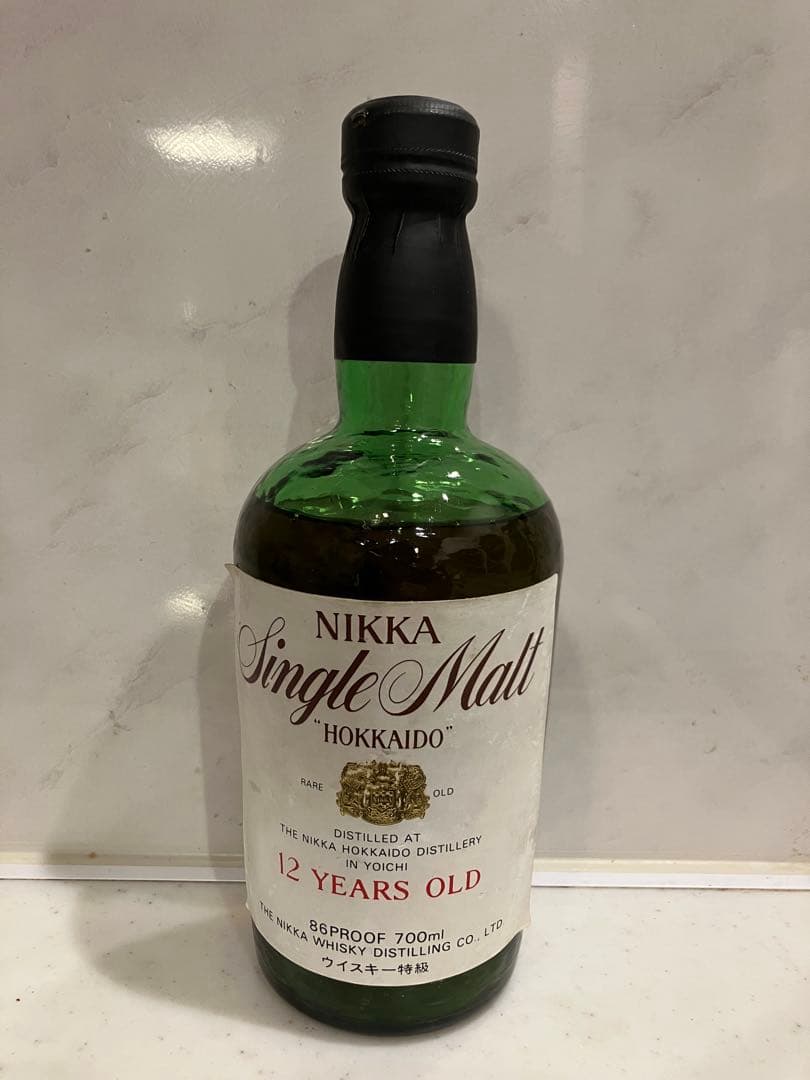 NIKKA
Single Malt
"HOKKAIDO"
RARE OLD
DISTILLED AT
THE NIKKA HOKKAIDO DISTILLERY
IN YOICHI
12 YEARS OLD
86PROOF 700ml
THE NIKKA WHISKY DISTILLING CO., LTD
ウイスキー特級